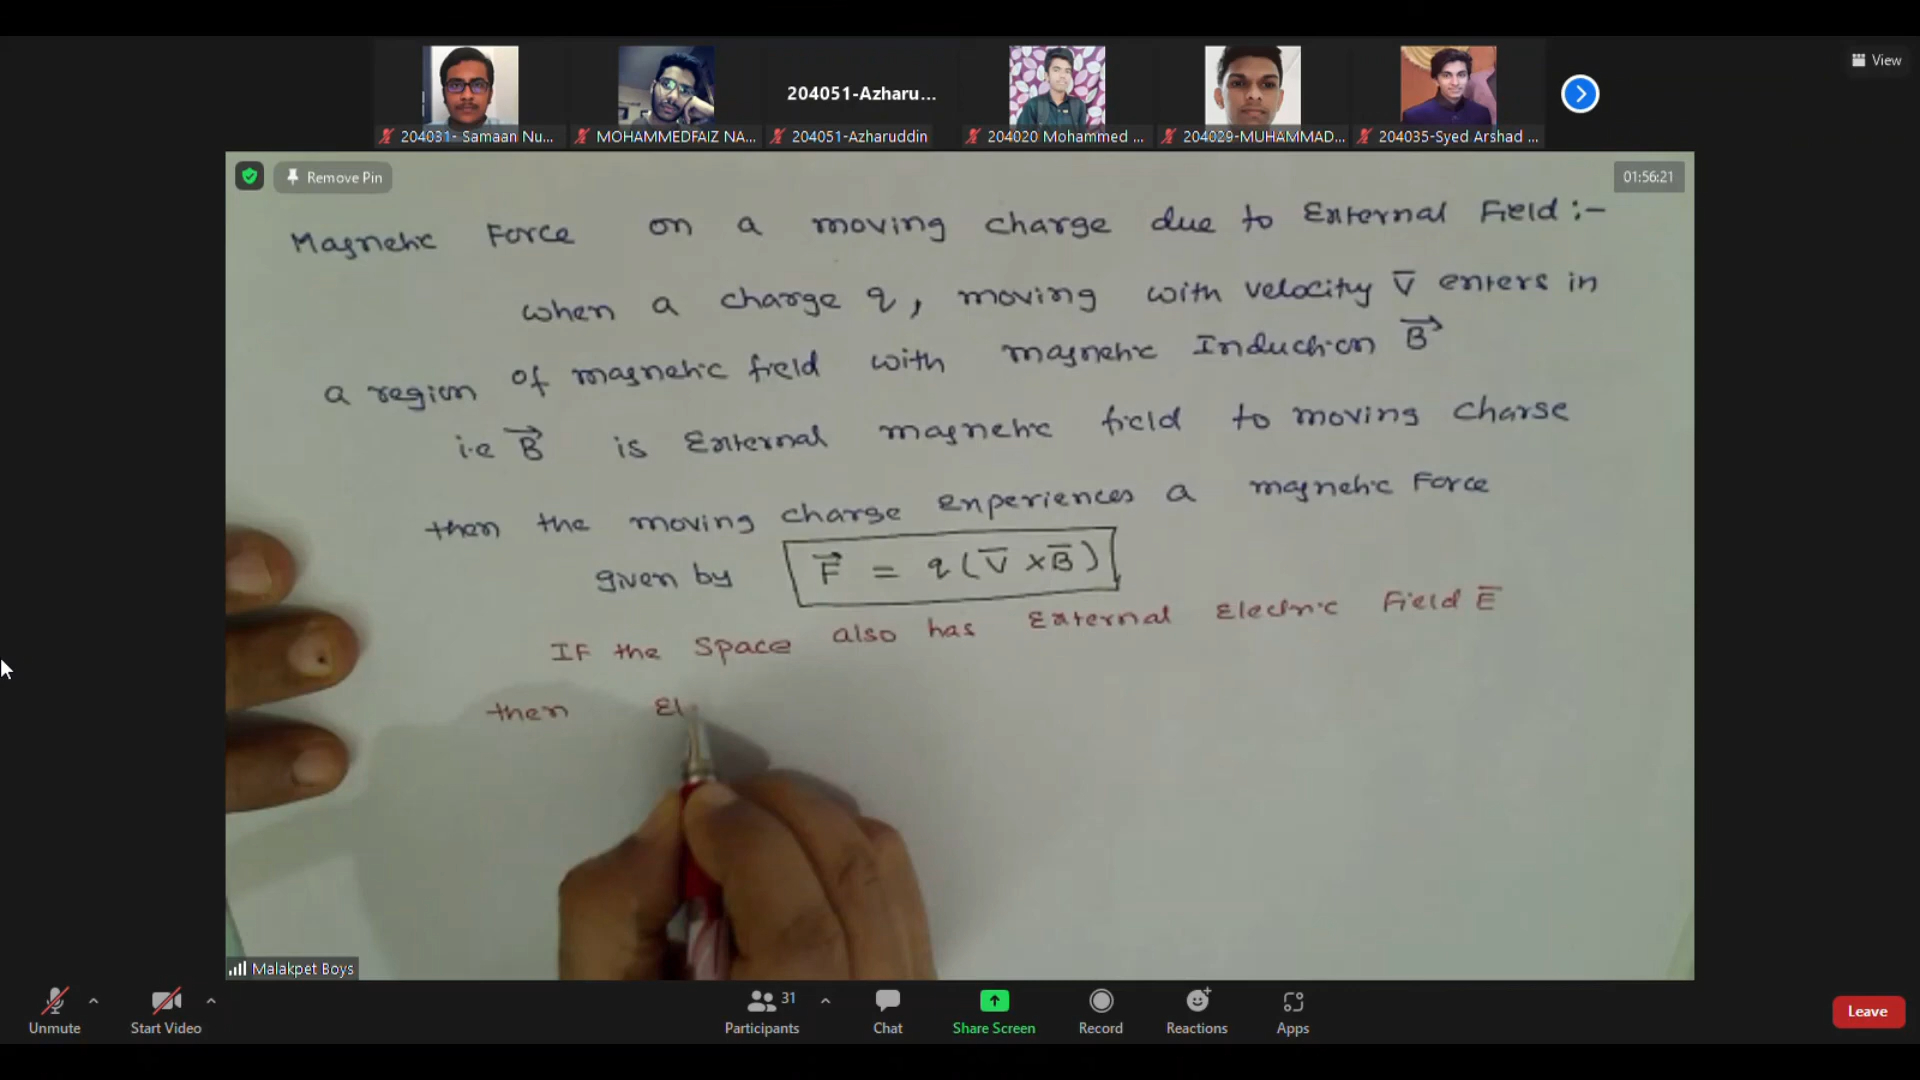 View
204051-Azharu...
204031- Samaan Nu...
MOHAMMEDFAIZ NA...
204051-Azharuddin
204020 Mohammed ...
204029-MUHAMMAD...
204035-Syed Arshad ...
Remove Pin
01:56:21
Magnetic Force on a moving charge due to External Field :-
when a charge q, moving with velocity V̅ enters in
a region of magnetic field with magnetic Induction B⃗
i.e B⃗ is External magnetic field to moving charge
then the moving charge experiences a magnetic Force
given by F⃗ = q(V̅ × B̅)
IF the Space also has External Electric Field E̅
then El
Malakpet Boys
Unmute
Start Video
31
Participants
Chat
Share Screen
Record
Reactions
Apps
Leave